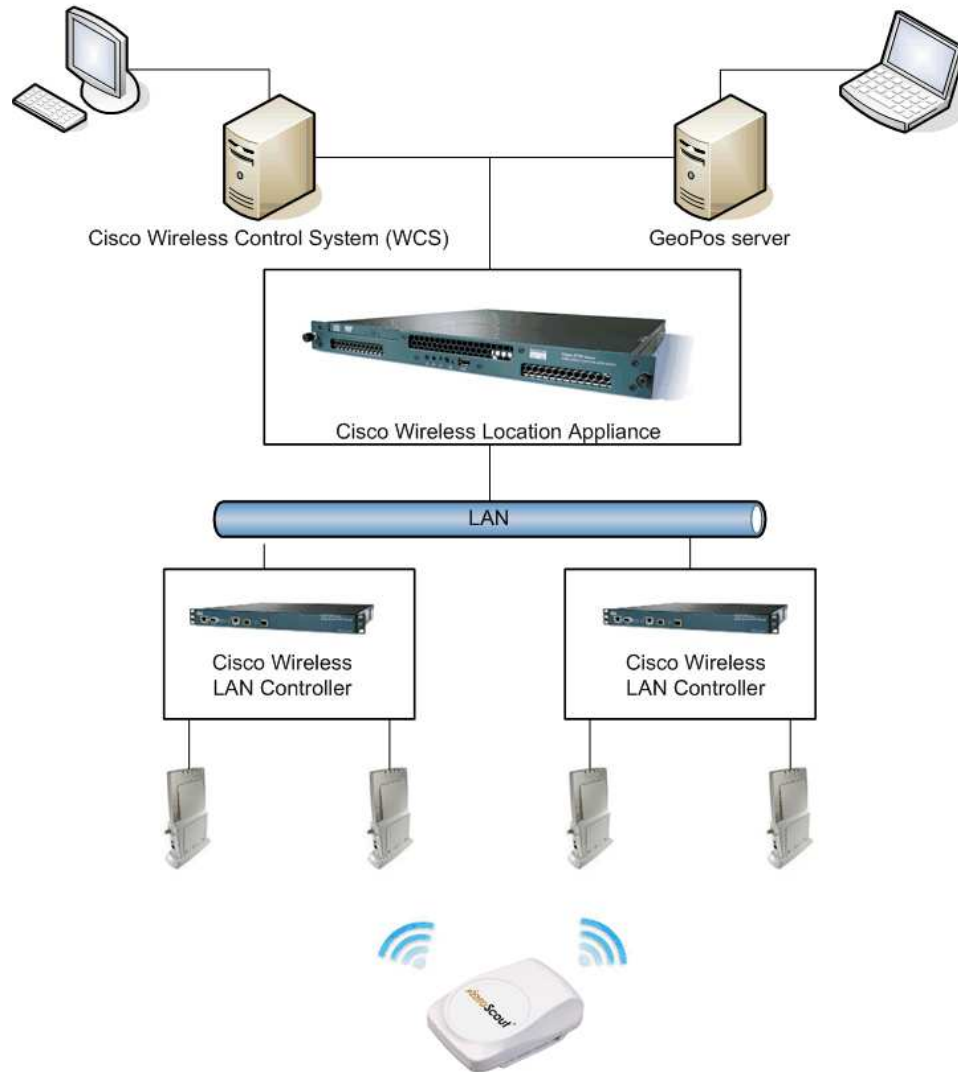 Cisco Wireless Control System (WCS)
GeoPos server
Cisco Wireless Location Appliance
LAN
Cisco Wireless
LAN Controller
Cisco Wireless
LAN Controller
AeroScout